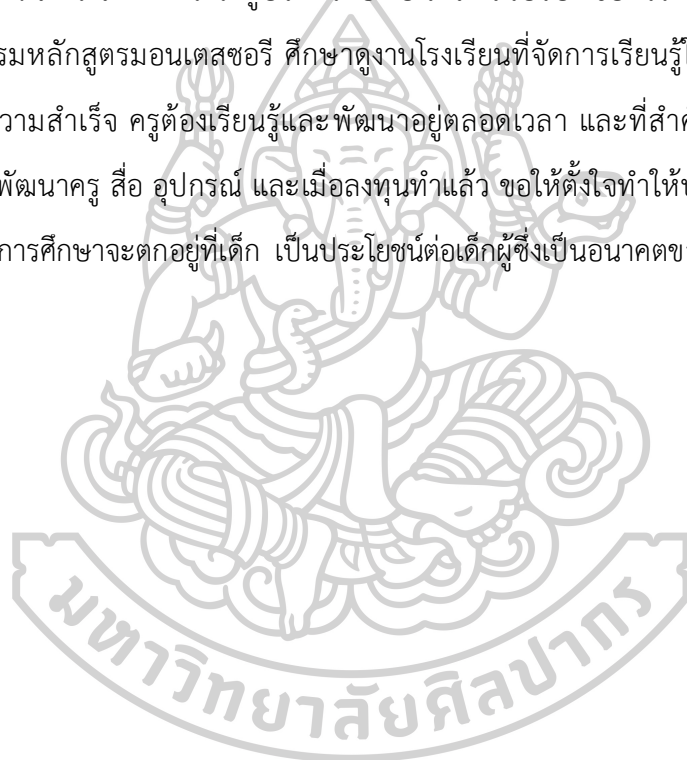 รมหลักสูตรมอนเตสซอรี ศึกษาดูงานโรงเรียนที่จัดการเรียนรู้
วามสำเร็จ ครูต้องเรียนรู้และพัฒนาอยู่ตลอดเวลา และที่สำคั
พัฒนาครู สื่อ อุปกรณ์ และเมื่อลงทุนทำแล้ว ขอให้ตั้งใจทำให้
การศึกษาจะตกอยู่ที่เด็ก เป็นประโยชน์ต่อเด็กผู้ซึ่งเป็นอนาคตขอ
มหาวิทยาลัยศิลปากร